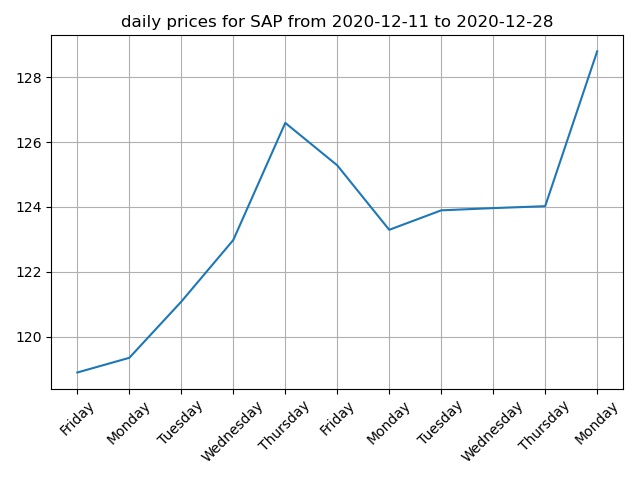 daily prices for SAP from 2020-12-11 to 2020-12-28
128
126
124
122
120
Friday
Monday
Tuesday
Wednesday
Thursday
Friday
Monday
Tuesday
Wednesday
Thursday
Monday